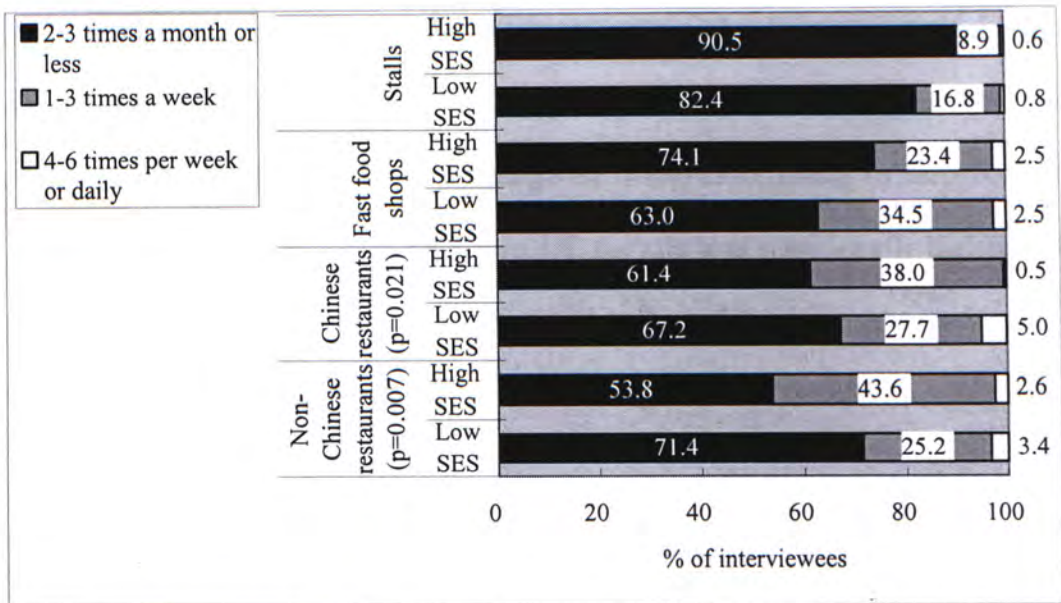 2-3 times a month or
less
1-3 times a week
4-6 times per week
or daily
Stalls
High
SES
90.5
8.9
0.6
Low
SES
82.4
16.8
0.8
Fast food
shops
High
SES
74.1
23.4
2.5
Low
SES
63.0
34.5
2.5
Chinese
restaurants
(p=0.021)
High
SES
61.4
38.0
0.5
Low
SES
67.2
27.7
5.0
Non-
Chinese
restaurants
(p=0.007)
High
SES
53.8
43.6
2.6
Low
SES
71.4
25.2
3.4
0 20 40 60 80 100
% of interviewees